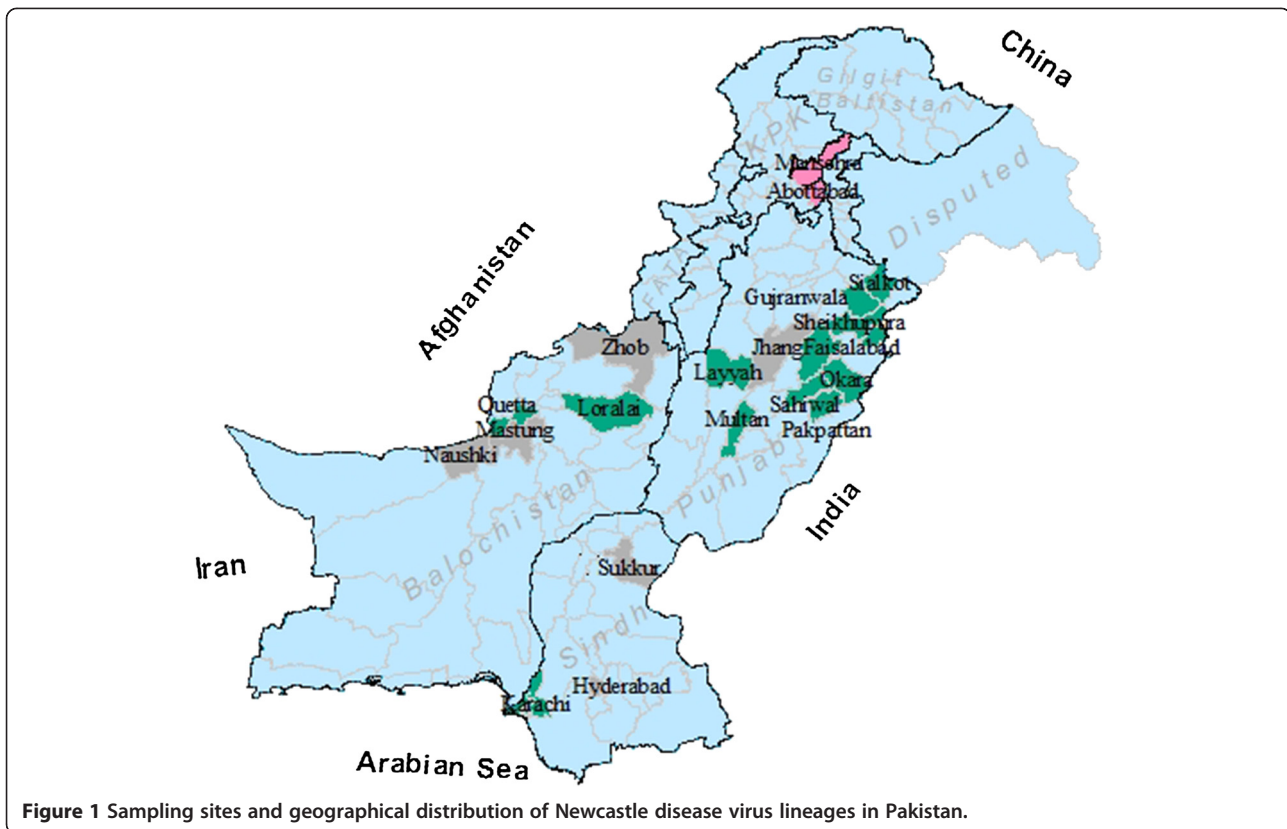 China
Gilgit
Baltistan
KPK
Mansehra
Abottabad
Disputed
Afghanistan
FATA
Sialkot
Gujranwala
Sheikhupura
Zhob
Jhang
Faisalabad
Layyah
Okara
Quetta
Loralai
Sahiwal
Multan
Mastung
Pakpattan
Naushki
Punjab
Balochistan
India
Iran
Sukkur
Sindh
Hyderabad
Karachi
Arabian Sea
Figure 1 Sampling sites and geographical distribution of Newcastle disease virus lineages in Pakistan.